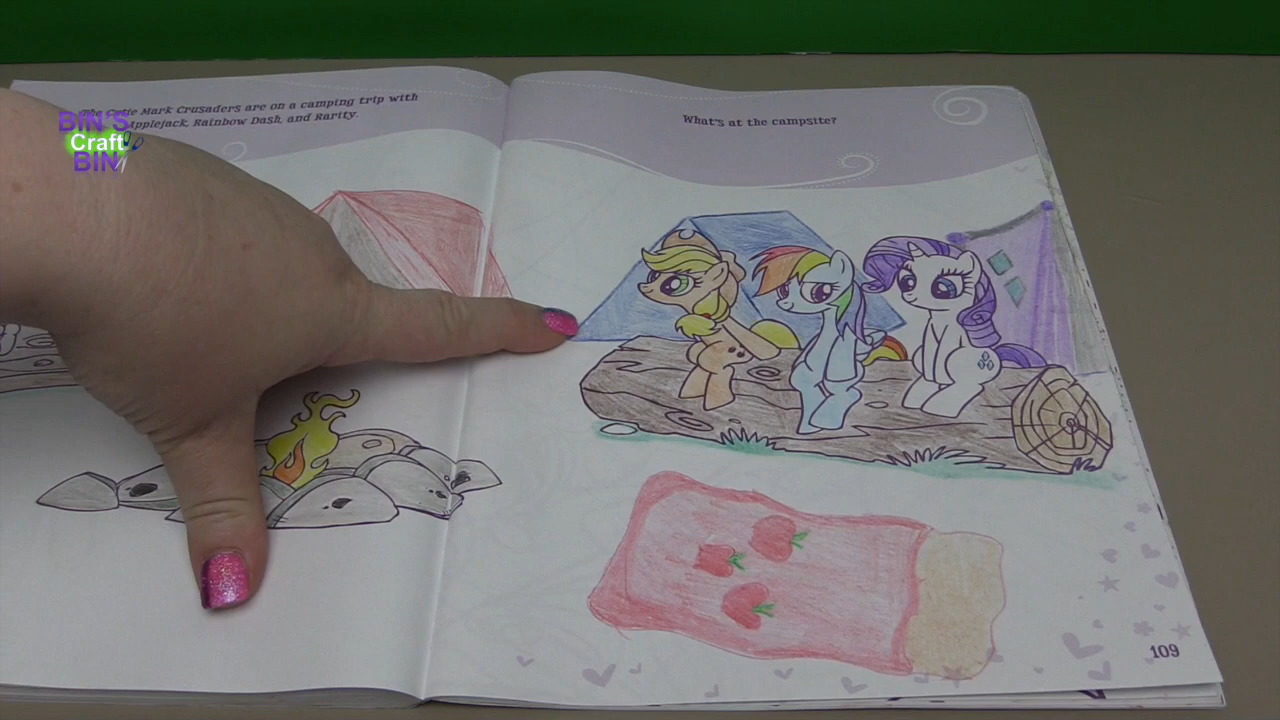 BIN'S
Craft
BIN
The Cutie Mark Crusaders are on a camping trip with
Applejack, Rainbow Dash, and Rarity.
What's at the campsite?
109